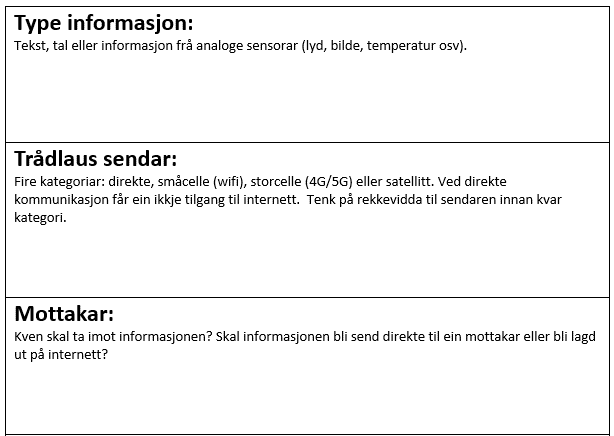 Type informasjon:
Tekst, tal eller informasjon frå analoge sensorar (lyd, bilde, temperatur osv).
Trådlaus sendar:
Fire kategoriar: direkte, småcelle (wifi), storcelle (4G/5G) eller satellitt. Ved direkte
kommunikasjon får ein ikkje tilgang til internett.  Tenk på rekkevidda til sendaren innan kvar
kategori.
Mottakar:
Kven skal ta imot informasjonen? Skal informasjonen bli send direkte til ein mottakar eller bli lagd
ut på internett?